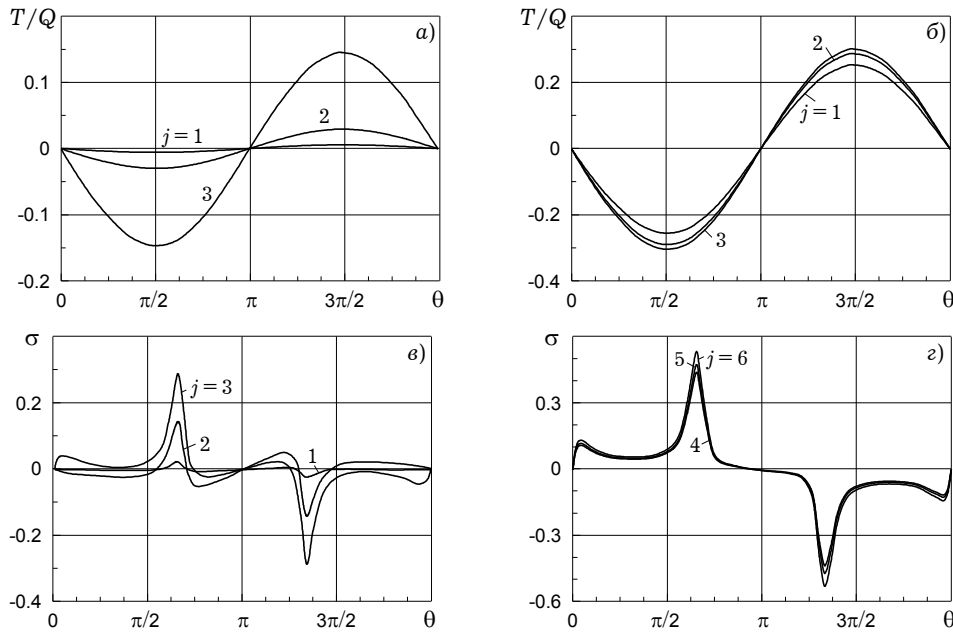 T/Q
а)
0.1
0
-0.1
-0.2
j = 1
2
3
0
π/2
π
3π/2
θ
T/Q
б)
0.2
0
-0.2
-0.4
2
j = 1
3
0
π/2
π
3π/2
θ
σ
в)
0.2
0
-0.2
-0.4
j = 3
2
1
0
π/2
π
3π/2
θ
σ
г)
0.3
0
-0.3
-0.6
5
j = 6
4
0
π/2
π
3π/2
θ